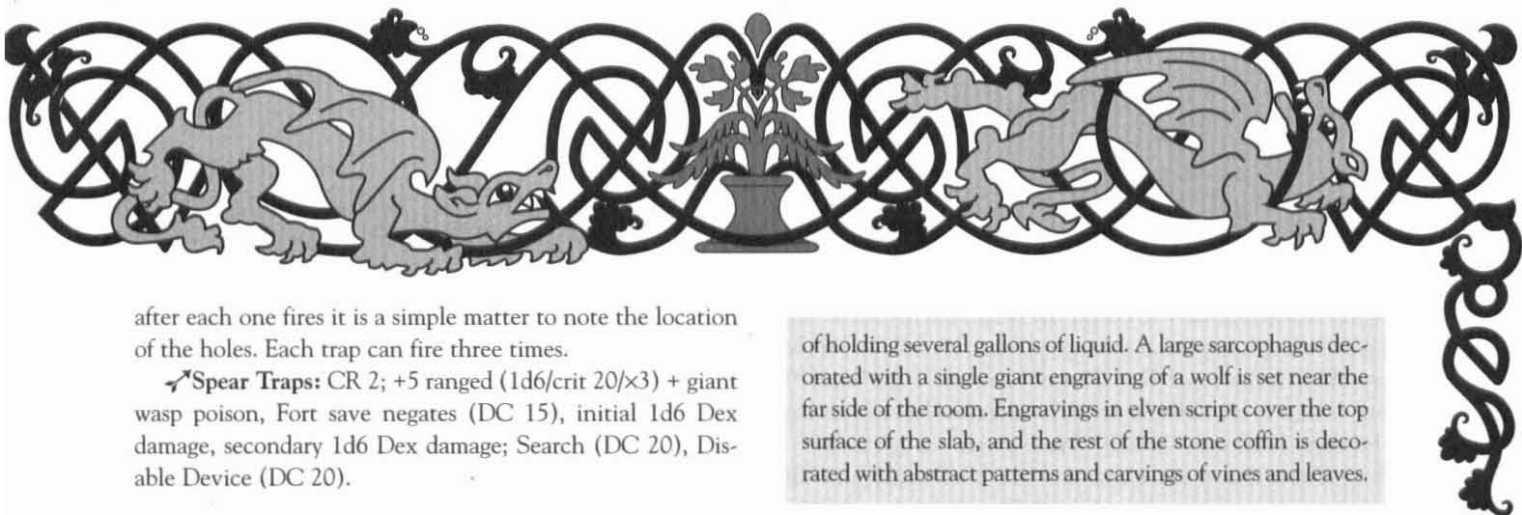 after each one fires it is a simple matter to note the location
of the holes. Each trap can fire three times.
Spear Traps: CR 2; +5 ranged (1d6/crit 20/×3) + giant
wasp poison, Fort save negates (DC 15), initial 1d6 Dex
damage, secondary 1d6 Dex damage; Search (DC 20), Dis-
able Device (DC 20).
of holding several gallons of liquid. A large sarcophagus dec-
orated with a single giant engraving of a wolf is set near the
far side of the room. Engravings in elven script cover the top
surface of the slab, and the rest of the stone coffin is deco-
rated with abstract patterns and carvings of vines and leaves.